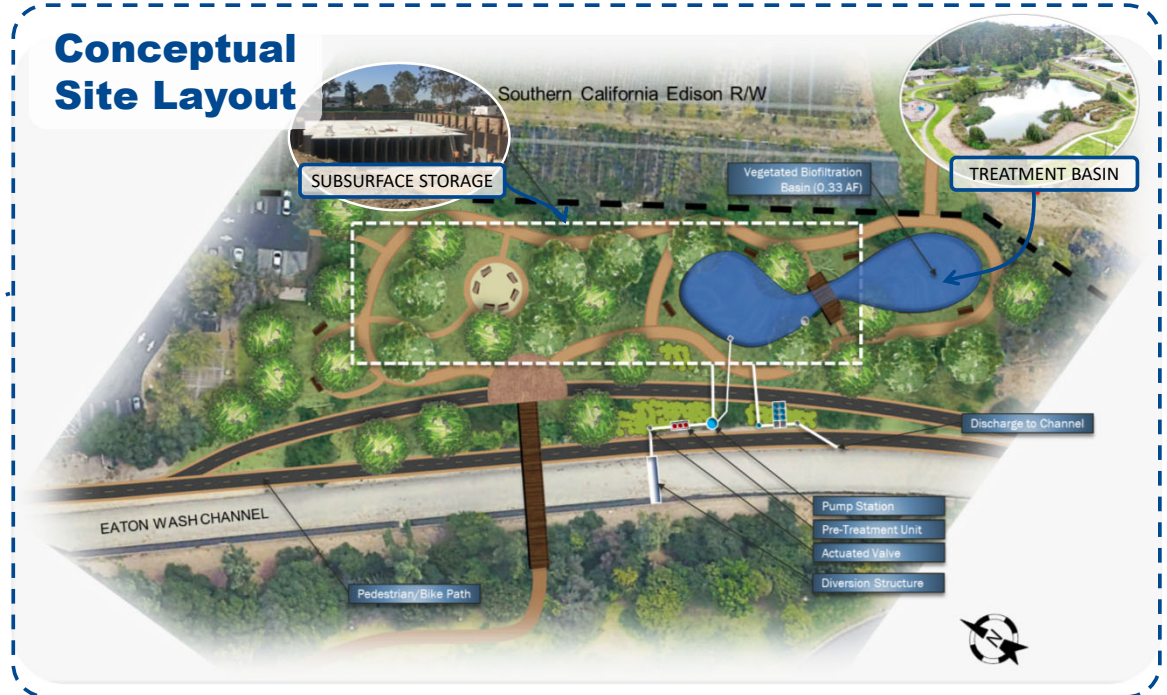 Conceptual
Site Layout
Southern California Edison R/W
SUBSURFACE STORAGE
Vegetated Biofiltration
Basin (0.33 AF)
TREATMENT BASIN
Discharge to Channel
Pump Station
Pre-Treatment Unit
Actuated Valve
Diversion Structure
EATON WASH CHANNEL
Pedestrian/Bike Path
N